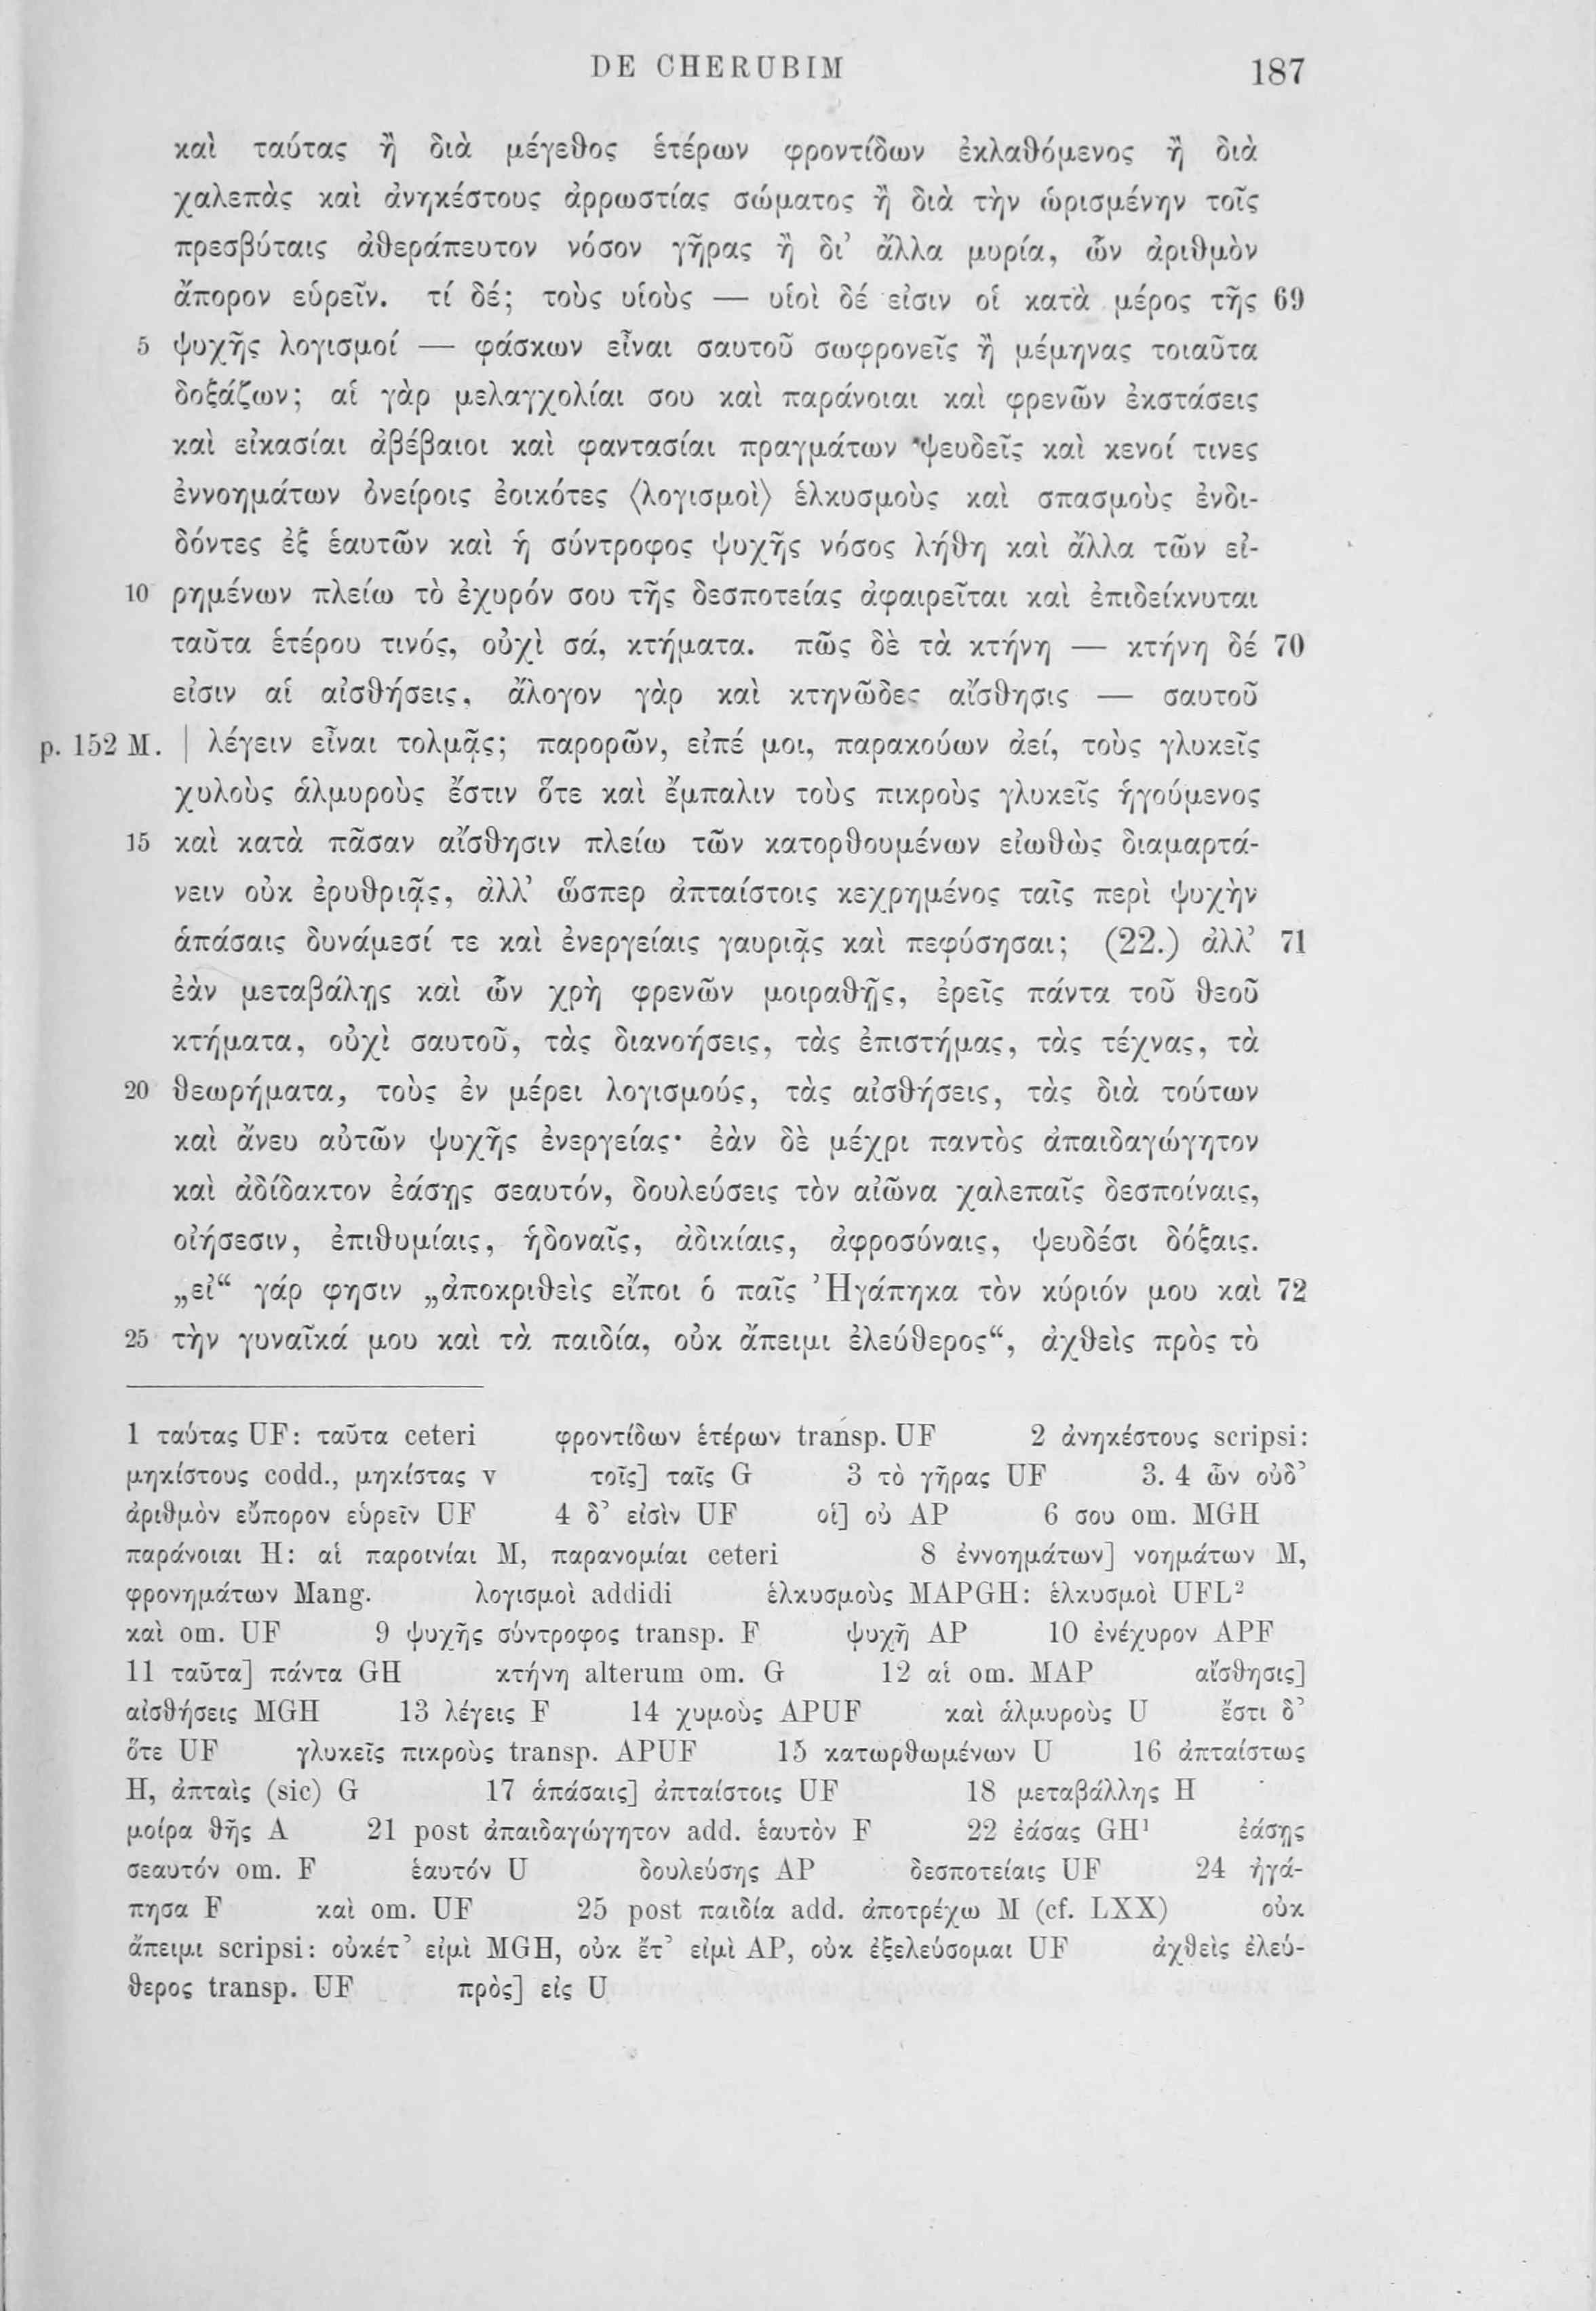 DE CHERUBIM 187
καὶ ταύτας ἢ διὰ μέγεθος ἑτέρων φροντίδων ἐκλαθόμενος ἢ διὰ
χαλεπὰς καὶ ἀνηκέστους ἀρρωστίας σώματος ἢ διὰ τὴν ὡρισμένην τοῖς
πρεσβύταις ἀθεράπευτον νόσον γῆρας ἢ δι’ ἄλλα μυρία, ὧν ἀριθμὸν
ἄπορον εὑρεῖν. τί δέ; τοὺς υἱοὺς — υἱοὶ δέ εἰσιν οἱ κατὰ μέρος τῆς 69
5 ψυχῆς λογισμοί — φάσκων εἶναι σαυτοῦ σωφρονεῖς ἢ μέμηνας τοιαῦτα
δοξάζων; αἱ γὰρ μελαγχολίαι σου καὶ παράνοιαι καὶ φρενῶν ἐκστάσεις
καὶ εἰκασίαι ἀβέβαιοι καὶ φαντασίαι πραγμάτων ψευδεῖς καὶ κενοί τινες
ἐννοημάτων ὀνείροις ἐοικότες ⟨λογισμοὶ⟩ ἑλκυσμοὺς καὶ σπασμοὺς ἐνδι-
δόντες ἐξ ἑαυτῶν καὶ ἡ σύντροφος ψυχῆς νόσος λήθη καὶ ἄλλα τῶν εἰ-
10 ρημένων πλείω τὸ ἐχυρόν σου τῆς δεσποτείας ἀφαιρεῖται καὶ ἐπιδείκνυται
ταῦτα ἑτέρου τινός, οὐχὶ σά, κτήματα. πῶς δὲ τὰ κτήνη — κτήνη δέ 70
εἰσιν αἱ αἰσθήσεις, ἄλογον γὰρ καὶ κτηνῶδες αἴσθησις — σαυτοῦ
p. 152 M. | λέγειν εἶναι τολμᾷς; παρορῶν, εἰπέ μοι, παρακούων ἀεί, τοὺς γλυκεῖς
χυλοὺς ἁλμυροὺς ἔστιν ὅτε καὶ ἔμπαλιν τοὺς πικροὺς γλυκεῖς ἡγούμενος
15 καὶ κατὰ πᾶσαν αἴσθησιν πλείω τῶν κατορθουμένων εἰωθὼς διαμαρτά-
νειν οὐκ ἐρυθριᾷς, ἀλλ’ ὥσπερ ἀπταίστοις κεχρημένος ταῖς περὶ ψυχὴν
ἁπάσαις δυνάμεσί τε καὶ ἐνεργείαις γαυριᾷς καὶ πεφύσησαι; (22.) ἀλλ’ 71
ἐὰν μεταβάλῃς καὶ ὧν χρὴ φρενῶν μοιραθῇς, ἐρεῖς πάντα τοῦ θεοῦ
κτήματα, οὐχὶ σαυτοῦ, τὰς διανοήσεις, τὰς ἐπιστήμας, τὰς τέχνας, τὰ
20 θεωρήματα, τοὺς ἐν μέρει λογισμούς, τὰς αἰσθήσεις, τὰς διὰ τούτων
καὶ ἄνευ αὐτῶν ψυχῆς ἐνεργείας· ἐὰν δὲ μέχρι παντὸς ἀπαιδαγώγητον
καὶ ἀδίδακτον ἐάσῃς σεαυτόν, δουλεύσεις τὸν αἰῶνα χαλεπαῖς δεσποίναις,
οἰήσεσιν, ἐπιθυμίαις, ἡδοναῖς, ἀδικίαις, ἀφροσύναις, ψευδέσι δόξαις.
„εἰ“ γάρ φησιν „ἀποκριθεὶς εἴποι ὁ παῖς Ἠγάπηκα τὸν κύριόν μου καὶ 72
25 τὴν γυναῖκά μου καὶ τὰ παιδία, οὐκ ἄπειμι ἐλεύθερος“, ἀχθεὶς πρὸς τὸ
1 ταύτας UF: ταῦτα ceteri φροντίδων ἑτέρων transp. UF 2 ἀνηκέστους scripsi:
μηκίστους codd., μηκίστας v τοῖς] ταῖς G 3 τὸ γῆρας UF 3. 4 ὧν οὐδ’
ἀριθμὸν εὔπορον εὑρεῖν UF 4 δ’ εἰσὶν UF οἱ] οὐ AP 6 σου om. MGH
παράνοιαι H: αἱ παροινίαι M, παρανομίαι ceteri 8 ἐννοημάτων] νοημάτων M,
φρονημάτων Mang. λογισμοὶ addidi ἑλκυσμοὺς MAPGH: ἑλκυσμοὶ UFL²
καὶ om. UF 9 ψυχῆς σύντροφος transp. F ψυχῇ AP 10 ἐνέχυρον APF
11 ταῦτα] πάντα GH κτήνη alterum om. G 12 αἱ om. MAP αἴσθησις]
αἰσθήσεις MGH 13 λέγεις F 14 χυμοὺς APUF καὶ ἁλμυροὺς U ἔστι δ’
ὅτε UF γλυκεῖς πικροὺς transp. APUF 15 κατωρθωμένων U 16 ἀπταίστως
H, ἀπταὶς (sic) G 17 ἁπάσαις] ἀπταίστοις UF 18 μεταβάλλης H
μοίρα θῆς A 21 post ἀπαιδαγώγητον add. ἑαυτὸν F 22 ἐάσας GH¹ ἐάσῃς
σεαυτόν om. F ἑαυτόν U δουλεύσῃς AP δεσποτείαις UF 24 ἠγά-
πησα F καὶ om. UF 25 post παιδία add. ἀποτρέχω M (cf. LXX) οὐκ
ἄπειμι scripsi: οὐκέτ’ εἰμὶ MGH, οὐκ ἔτ’ εἰμὶ AP, οὐκ ἐξελεύσομαι UF ἀχθεὶς ἐλεύ-
θερος transp. UF πρὸς] εἰς U